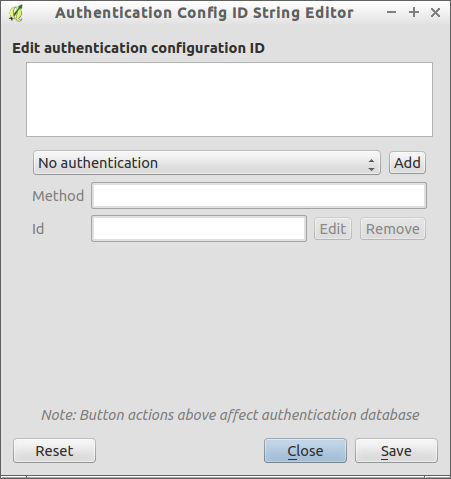 Authentication Config ID String Editor
Edit authentication configuration ID
No authentication Add
Method
Id Edit Remove
Note: Button actions above affect authentication database
Reset Close Save